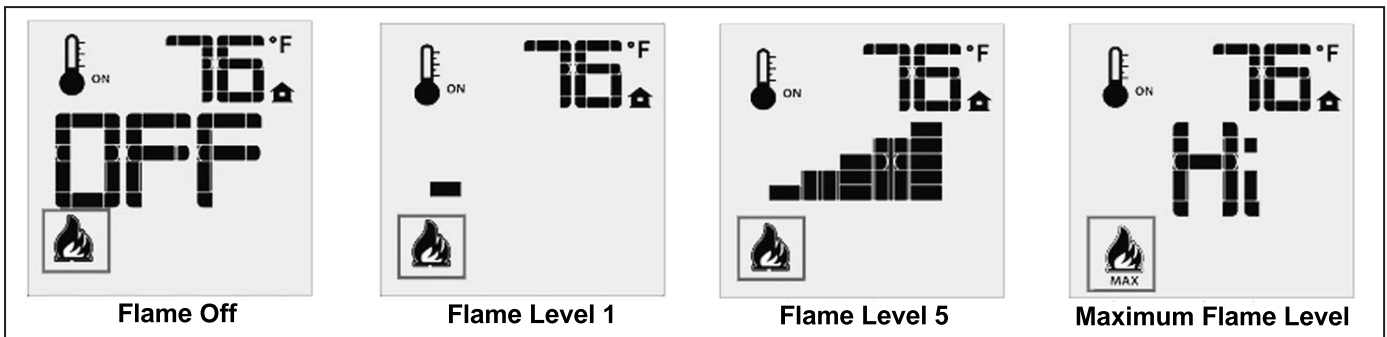 76 °F
ON
OFF
Flame Off
76 °F
ON
Flame Level 1
76 °F
ON
Flame Level 5
76 °F
ON
Hi
MAX
Maximum Flame Level